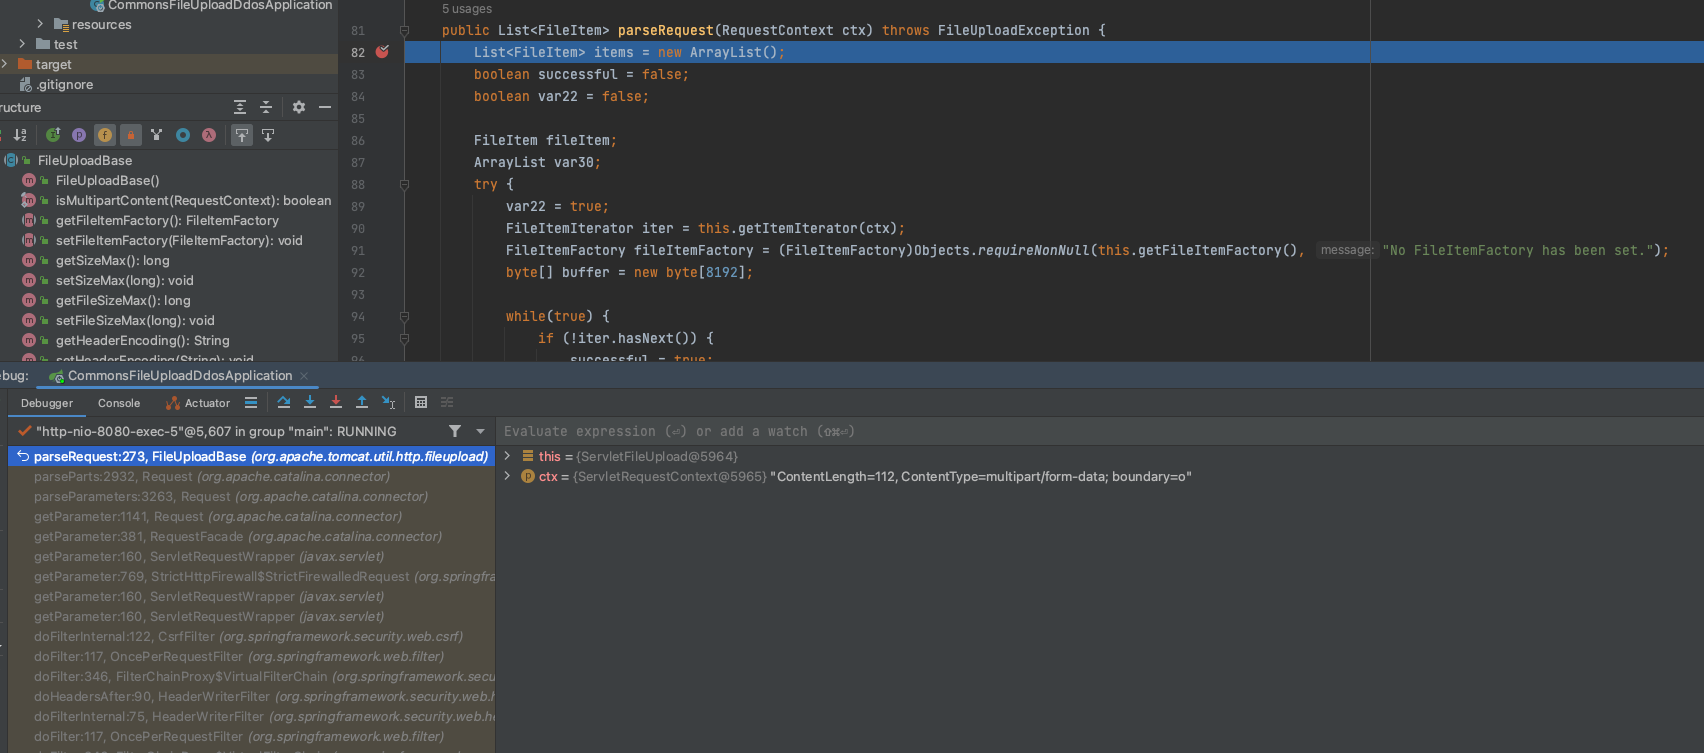 CommonsFileUploadDdosApplication
resources
test
target
.gitignore
ructure
FileUploadBase
FileUploadBase()
isMultipartContent(RequestContext): boolean
getFileItemFactory(): FileItemFactory
setFileItemFactory(FileItemFactory): void
getSizeMax(): long
setSizeMax(long): void
getFileSizeMax(): long
setFileSizeMax(long): void
getHeaderEncoding(): String
setHeaderEncoding(String): void
5 usages
81 public List<FileItem> parseRequest(RequestContext ctx) throws FileUploadException {
82 List<FileItem> items = new ArrayList();
83 boolean successful = false;
84 boolean var22 = false;
85
86 FileItem fileItem;
87 ArrayList var30;
88 try {
89 var22 = true;
90 FileItemIterator iter = this.getItemIterator(ctx);
91 FileItemFactory fileItemFactory = (FileItemFactory)Objects.requireNonNull(this.getFileItemFactory(), message: "No FileItemFactory has been set.");
92 byte[] buffer = new byte[8192];
93
94 while(true) {
95 if (!iter.hasNext()) {
96 successful = true;
ebug: CommonsFileUploadDdosApplication
Debugger Console Actuator
"http-nio-8080-exec-5"@5,607 in group "main": RUNNING
parseRequest:273, FileUploadBase (org.apache.tomcat.util.http.fileupload)
parseParts:2932, Request (org.apache.catalina.connector)
parseParameters:3263, Request (org.apache.catalina.connector)
getParameter:1141, Request (org.apache.catalina.connector)
getParameter:381, RequestFacade (org.apache.catalina.connector)
getParameter:160, ServletRequestWrapper (javax.servlet)
getParameter:769, StrictHttpFirewall$StrictFirewalledRequest (org.springfra
getParameter:160, ServletRequestWrapper (javax.servlet)
getParameter:160, ServletRequestWrapper (javax.servlet)
doFilterInternal:122, CsrfFilter (org.springframework.security.web.csrf)
doFilter:117, OncePerRequestFilter (org.springframework.web.filter)
doFilter:346, FilterChainProxy$VirtualFilterChain (org.springframework.secu
doHeadersAfter:90, HeaderWriterFilter (org.springframework.security.web.h
doFilterInternal:75, HeaderWriterFilter (org.springframework.security.web.he
doFilter:117, OncePerRequestFilter (org.springframework.web.filter)
Evaluate expression (⏎) or add a watch (⇧⌘⏎)
this = {ServletFileUpload@5964}
ctx = {ServletRequestContext@5965} "ContentLength=112, ContentType=multipart/form-data; boundary=o"